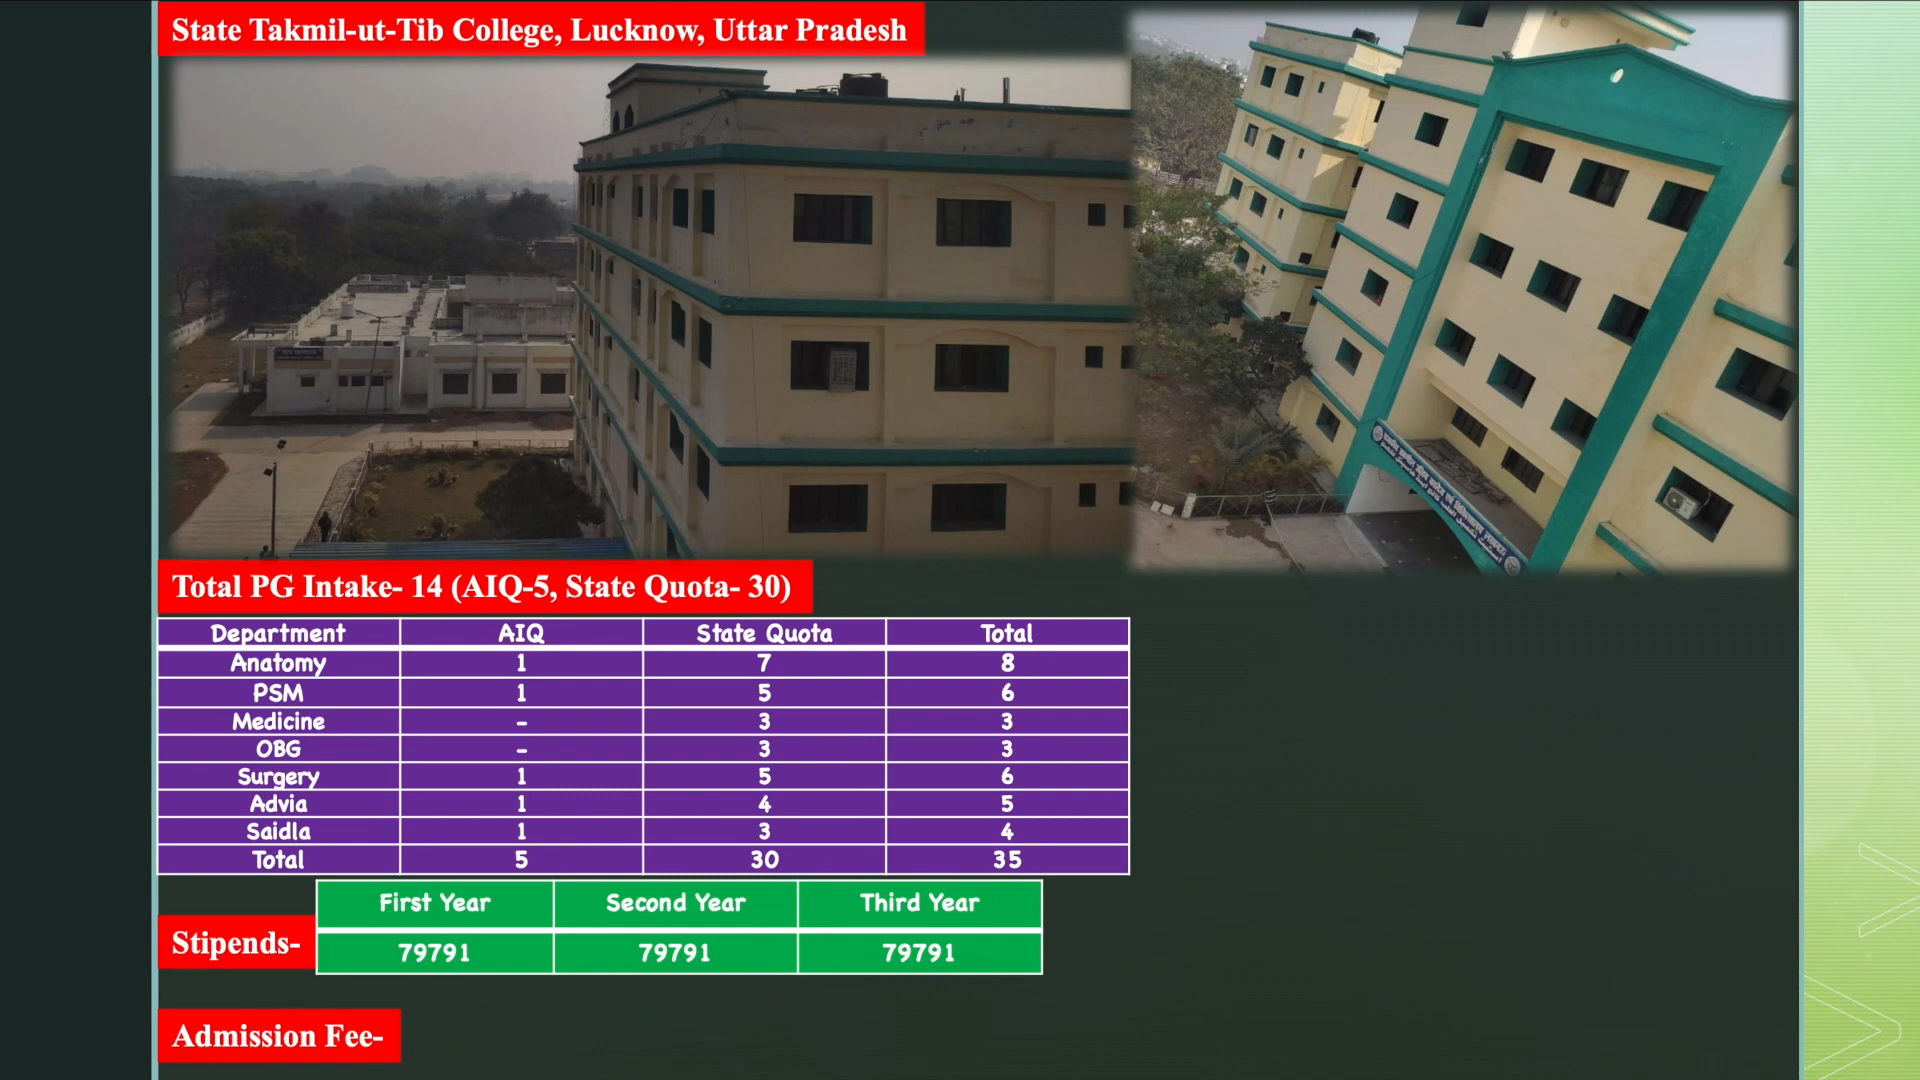 State Takmil-ut-Tib College, Lucknow, Uttar Pradesh
Total PG Intake- 14 (AIQ-5, State Quota- 30)
Department AIQ State Quota Total
Anatomy 1 7 8
PSM 1 5 6
Medicine - 3 3
OBG - 3 3
Surgery 1 5 6
Advia 1 4 5
Saidla 1 3 4
Total 5 30 35
First Year Second Year Third Year
Stipends- 79791 79791 79791
Admission Fee-